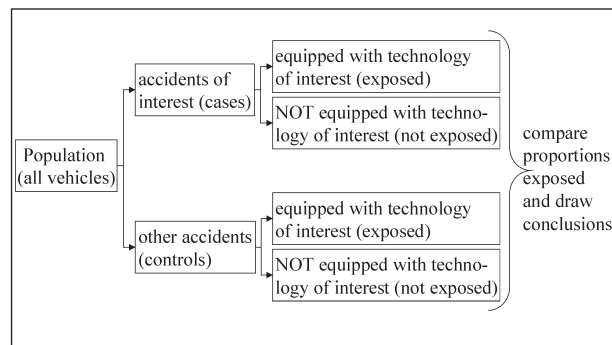 Population
(all vehicles)
accidents of
interest (cases)
equipped with technology
of interest (exposed)
NOT equipped with techno-
logy of interest (not exposed)
other accidents
(controls)
equipped with technology
of interest (exposed)
NOT equipped with techno-
logy of interest (not exposed)
compare
proportions
exposed
and draw
conclusions